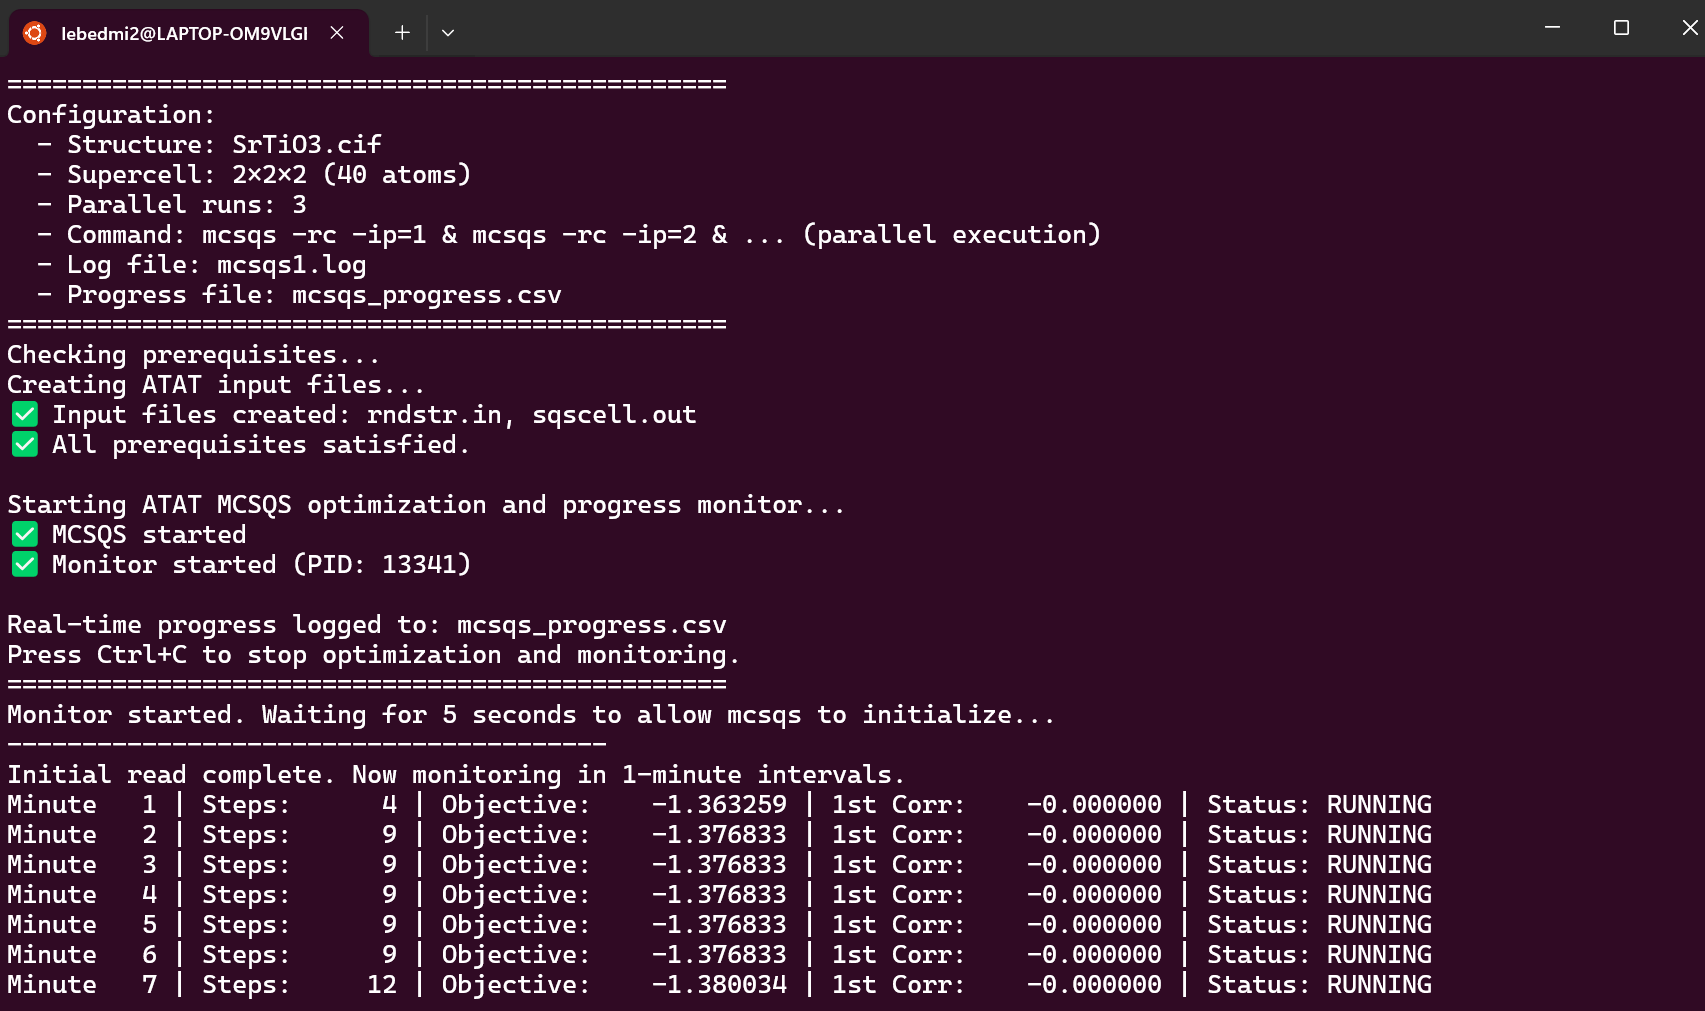 lebedmi2@LAPTOP-OM9VLGI
================================================
Configuration:
  - Structure: SrTiO3.cif
  - Supercell: 2×2×2 (40 atoms)
  - Parallel runs: 3
  - Command: mcsqs -rc -ip=1 & mcsqs -rc -ip=2 & ... (parallel execution)
  - Log file: mcsqs1.log
  - Progress file: mcsqs_progress.csv
================================================
Checking prerequisites...
Creating ATAT input files...
✅ Input files created: rndstr.in, sqscell.out
✅ All prerequisites satisfied.

Starting ATAT MCSQS optimization and progress monitor...
✅ MCSQS started
✅ Monitor started (PID: 13341)

Real-time progress logged to: mcsqs_progress.csv
Press Ctrl+C to stop optimization and monitoring.
================================================
Monitor started. Waiting for 5 seconds to allow mcsqs to initialize...
----------------------------------------
Initial read complete. Now monitoring in 1-minute intervals.
Minute   1 | Steps:      4 | Objective:    -1.363259 | 1st Corr:    -0.000000 | Status: RUNNING
Minute   2 | Steps:      9 | Objective:    -1.376833 | 1st Corr:    -0.000000 | Status: RUNNING
Minute   3 | Steps:      9 | Objective:    -1.376833 | 1st Corr:    -0.000000 | Status: RUNNING
Minute   4 | Steps:      9 | Objective:    -1.376833 | 1st Corr:    -0.000000 | Status: RUNNING
Minute   5 | Steps:      9 | Objective:    -1.376833 | 1st Corr:    -0.000000 | Status: RUNNING
Minute   6 | Steps:      9 | Objective:    -1.376833 | 1st Corr:    -0.000000 | Status: RUNNING
Minute   7 | Steps:     12 | Objective:    -1.380034 | 1st Corr:    -0.000000 | Status: RUNNING